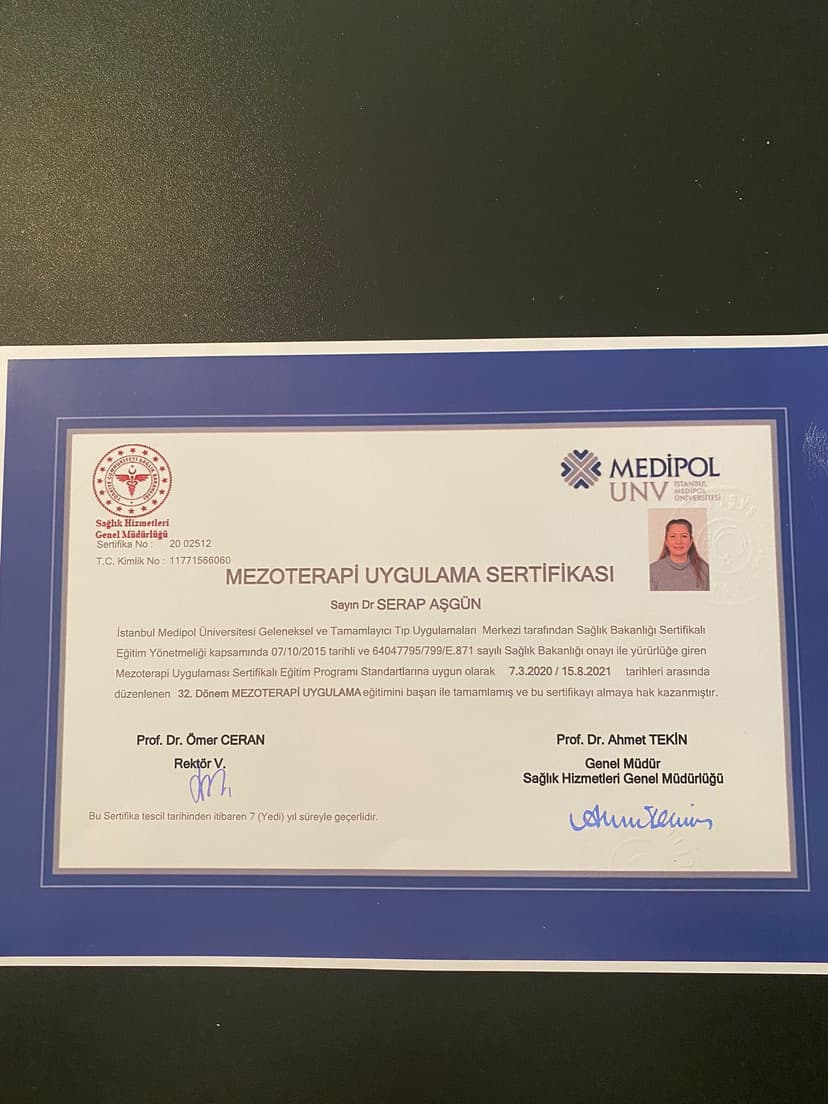 TÜRKİYE CUMHURİYETİ SAĞLIK BAKANLIĞI
Sağlık Hizmetleri
Genel Müdürlüğü
MEDİPOL
UNV İSTANBUL
MEDİPOL
ÜNİVERSİTESİ
Sertifika No : 20 02512
T.C. Kimlik No : 11771566060
MEZOTERAPİ UYGULAMA SERTİFİKASI
Sayın Dr SERAP AŞGÜN
İstanbul Medipol Üniversitesi Geleneksel ve Tamamlayıcı Tıp Uygulamaları Merkezi tarafından Sağlık Bakanlığı Sertifikalı
Eğitim Yönetmeliği kapsamında 07/10/2015 tarihli ve 64047795/799/E.871 sayılı Sağlık Bakanlığı onayı ile yürürlüğe giren
Mezoterapi Uygulaması Sertifikalı Eğitim Programı Standartlarına uygun olarak 7.3.2020 / 15.8.2021 tarihleri arasında
düzenlenen 32. Dönem MEZOTERAPİ UYGULAMA eğitimini başarı ile tamamlamış ve bu sertifikayı almaya hak kazanmıştır.
Prof. Dr. Ömer CERAN
Rektör V.
Prof. Dr. Ahmet TEKİN
Genel Müdür
Sağlık Hizmetleri Genel Müdürlüğü
Bu Sertifika tescil tarihinden itibaren 7 (Yedi) yıl süreyle geçerlidir.